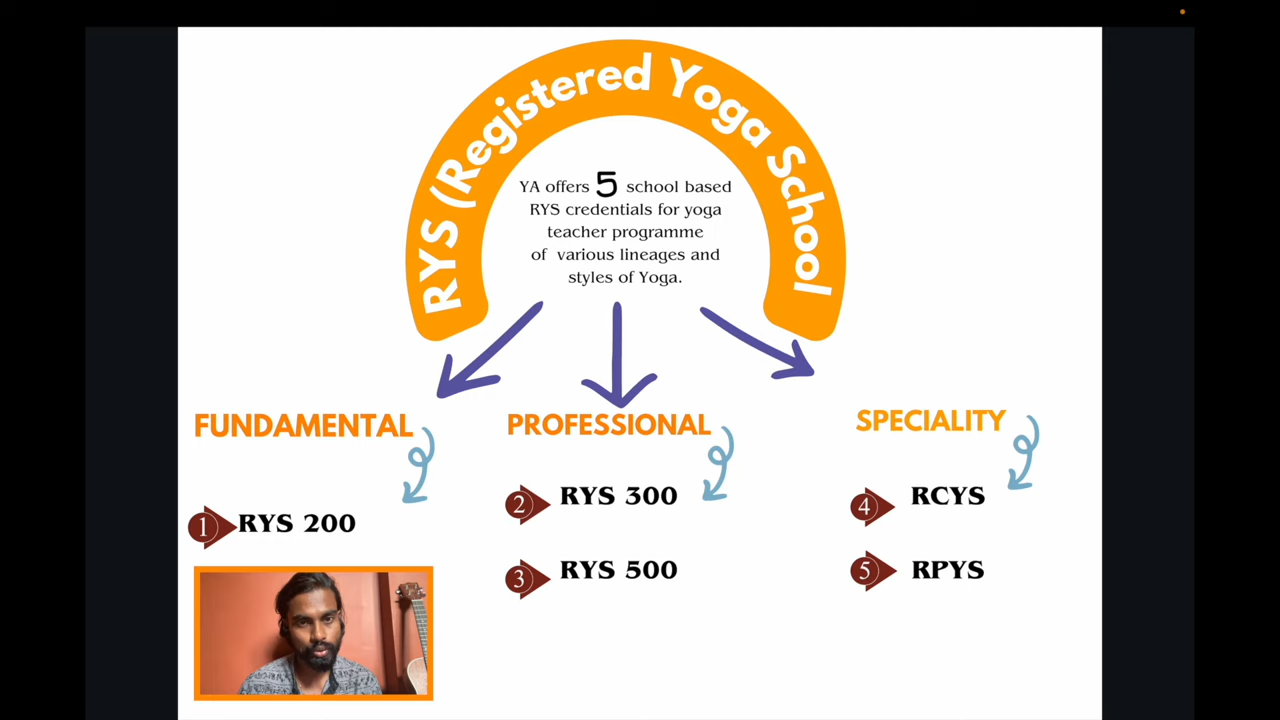 RYS (Registered Yoga School
YA offers 5 school based
RYS credentials for yoga
teacher programme
of various lineages and
styles of Yoga.
FUNDAMENTAL
1 RYS 200
PROFESSIONAL
2 RYS 300
3 RYS 500
SPECIALITY
4 RCYS
5 RPYS